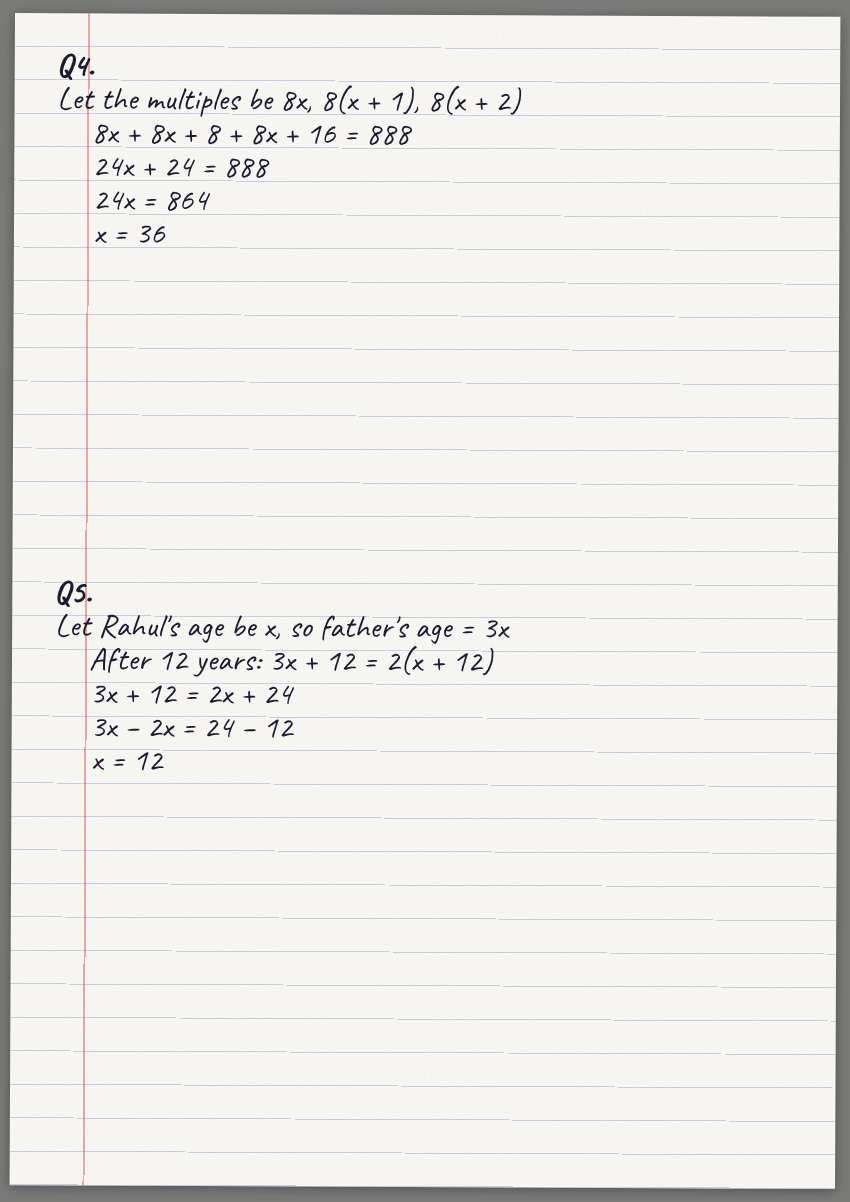 Q4.
Let the multiples be 8x, 8(x + 1), 8(x + 2)
8x + 8x + 8 + 8x + 16 = 888
24x + 24 = 888
24x = 864
x = 36
Q5.
Let Rahul's age be x, so father's age = 3x
After 12 years: 3x + 12 = 2(x + 12)
3x + 12 = 2x + 24
3x – 2x = 24 – 12
x = 12